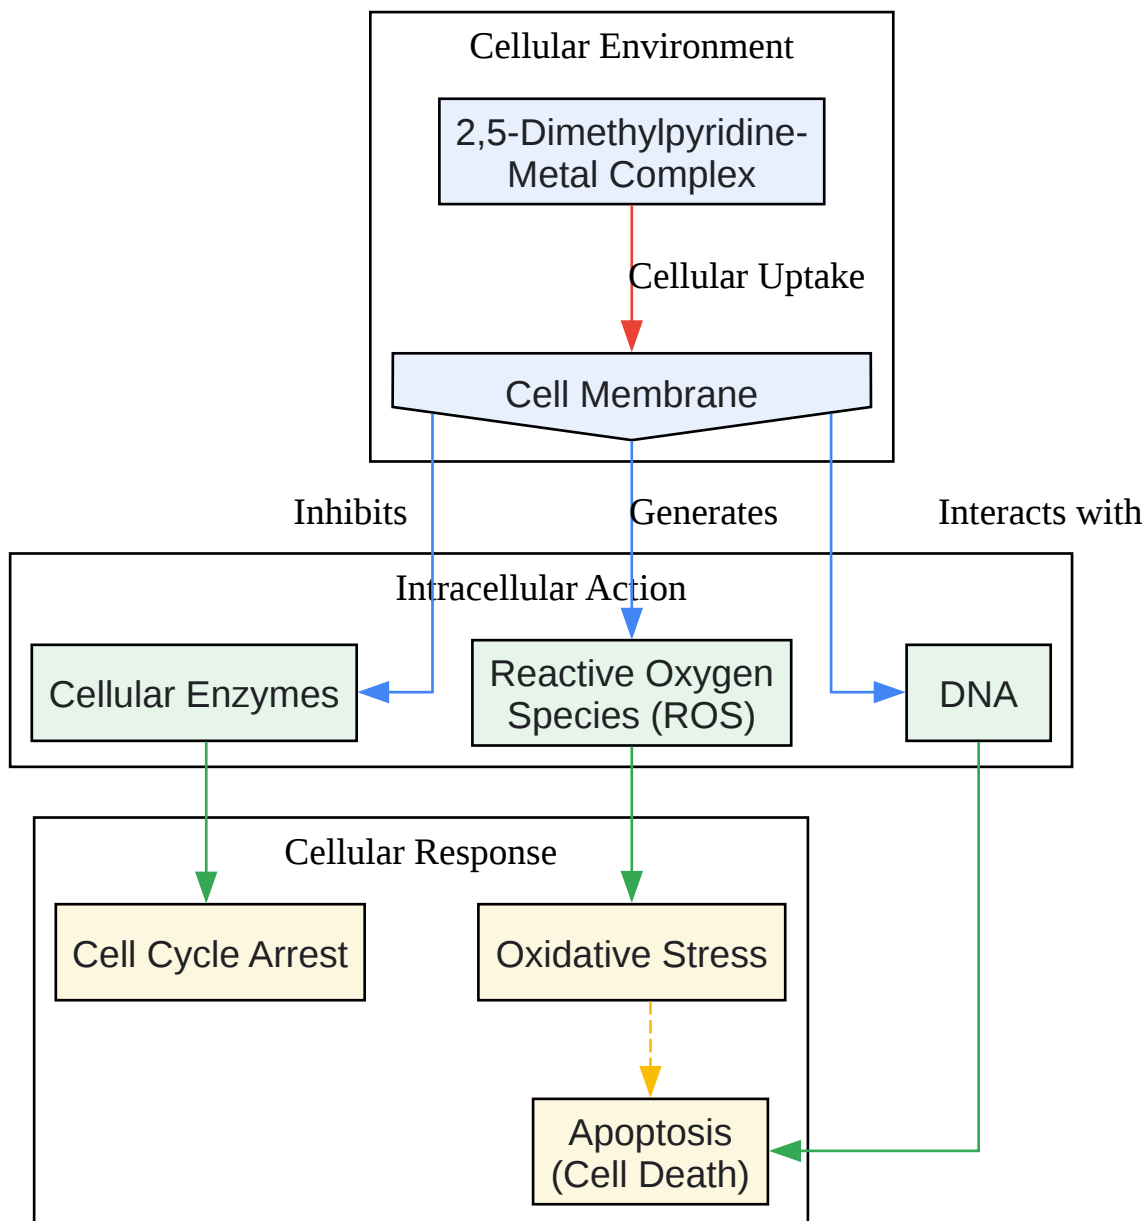 Cellular Environment
2,5-Dimethylpyridine-
Metal Complex
Cellular Uptake
Cell Membrane
Inhibits
Generates
Interacts with
Intracellular Action
Cellular Enzymes
Reactive Oxygen
Species (ROS)
DNA
Cellular Response
Cell Cycle Arrest
Oxidative Stress
Apoptosis
(Cell Death)